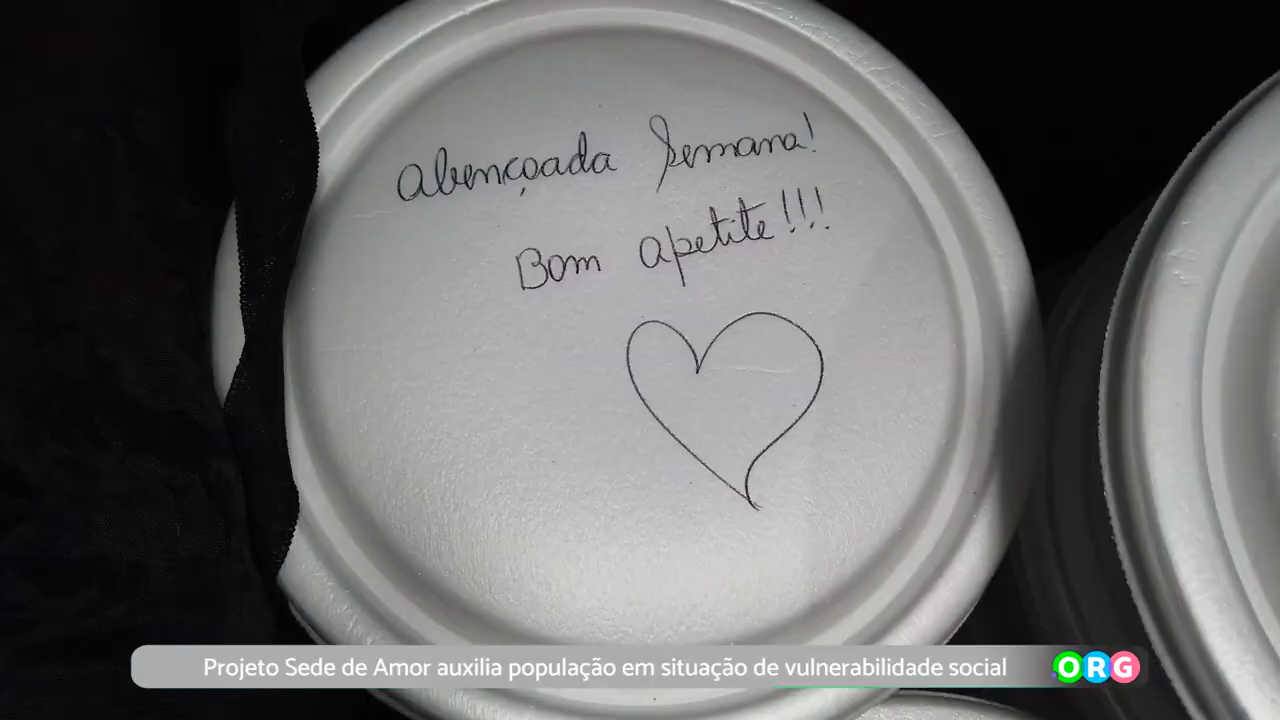 abençoada Semana!
Bom apetite!!!
Projeto Sede de Amor auxilia população em situação de vulnerabilidade social
ORG